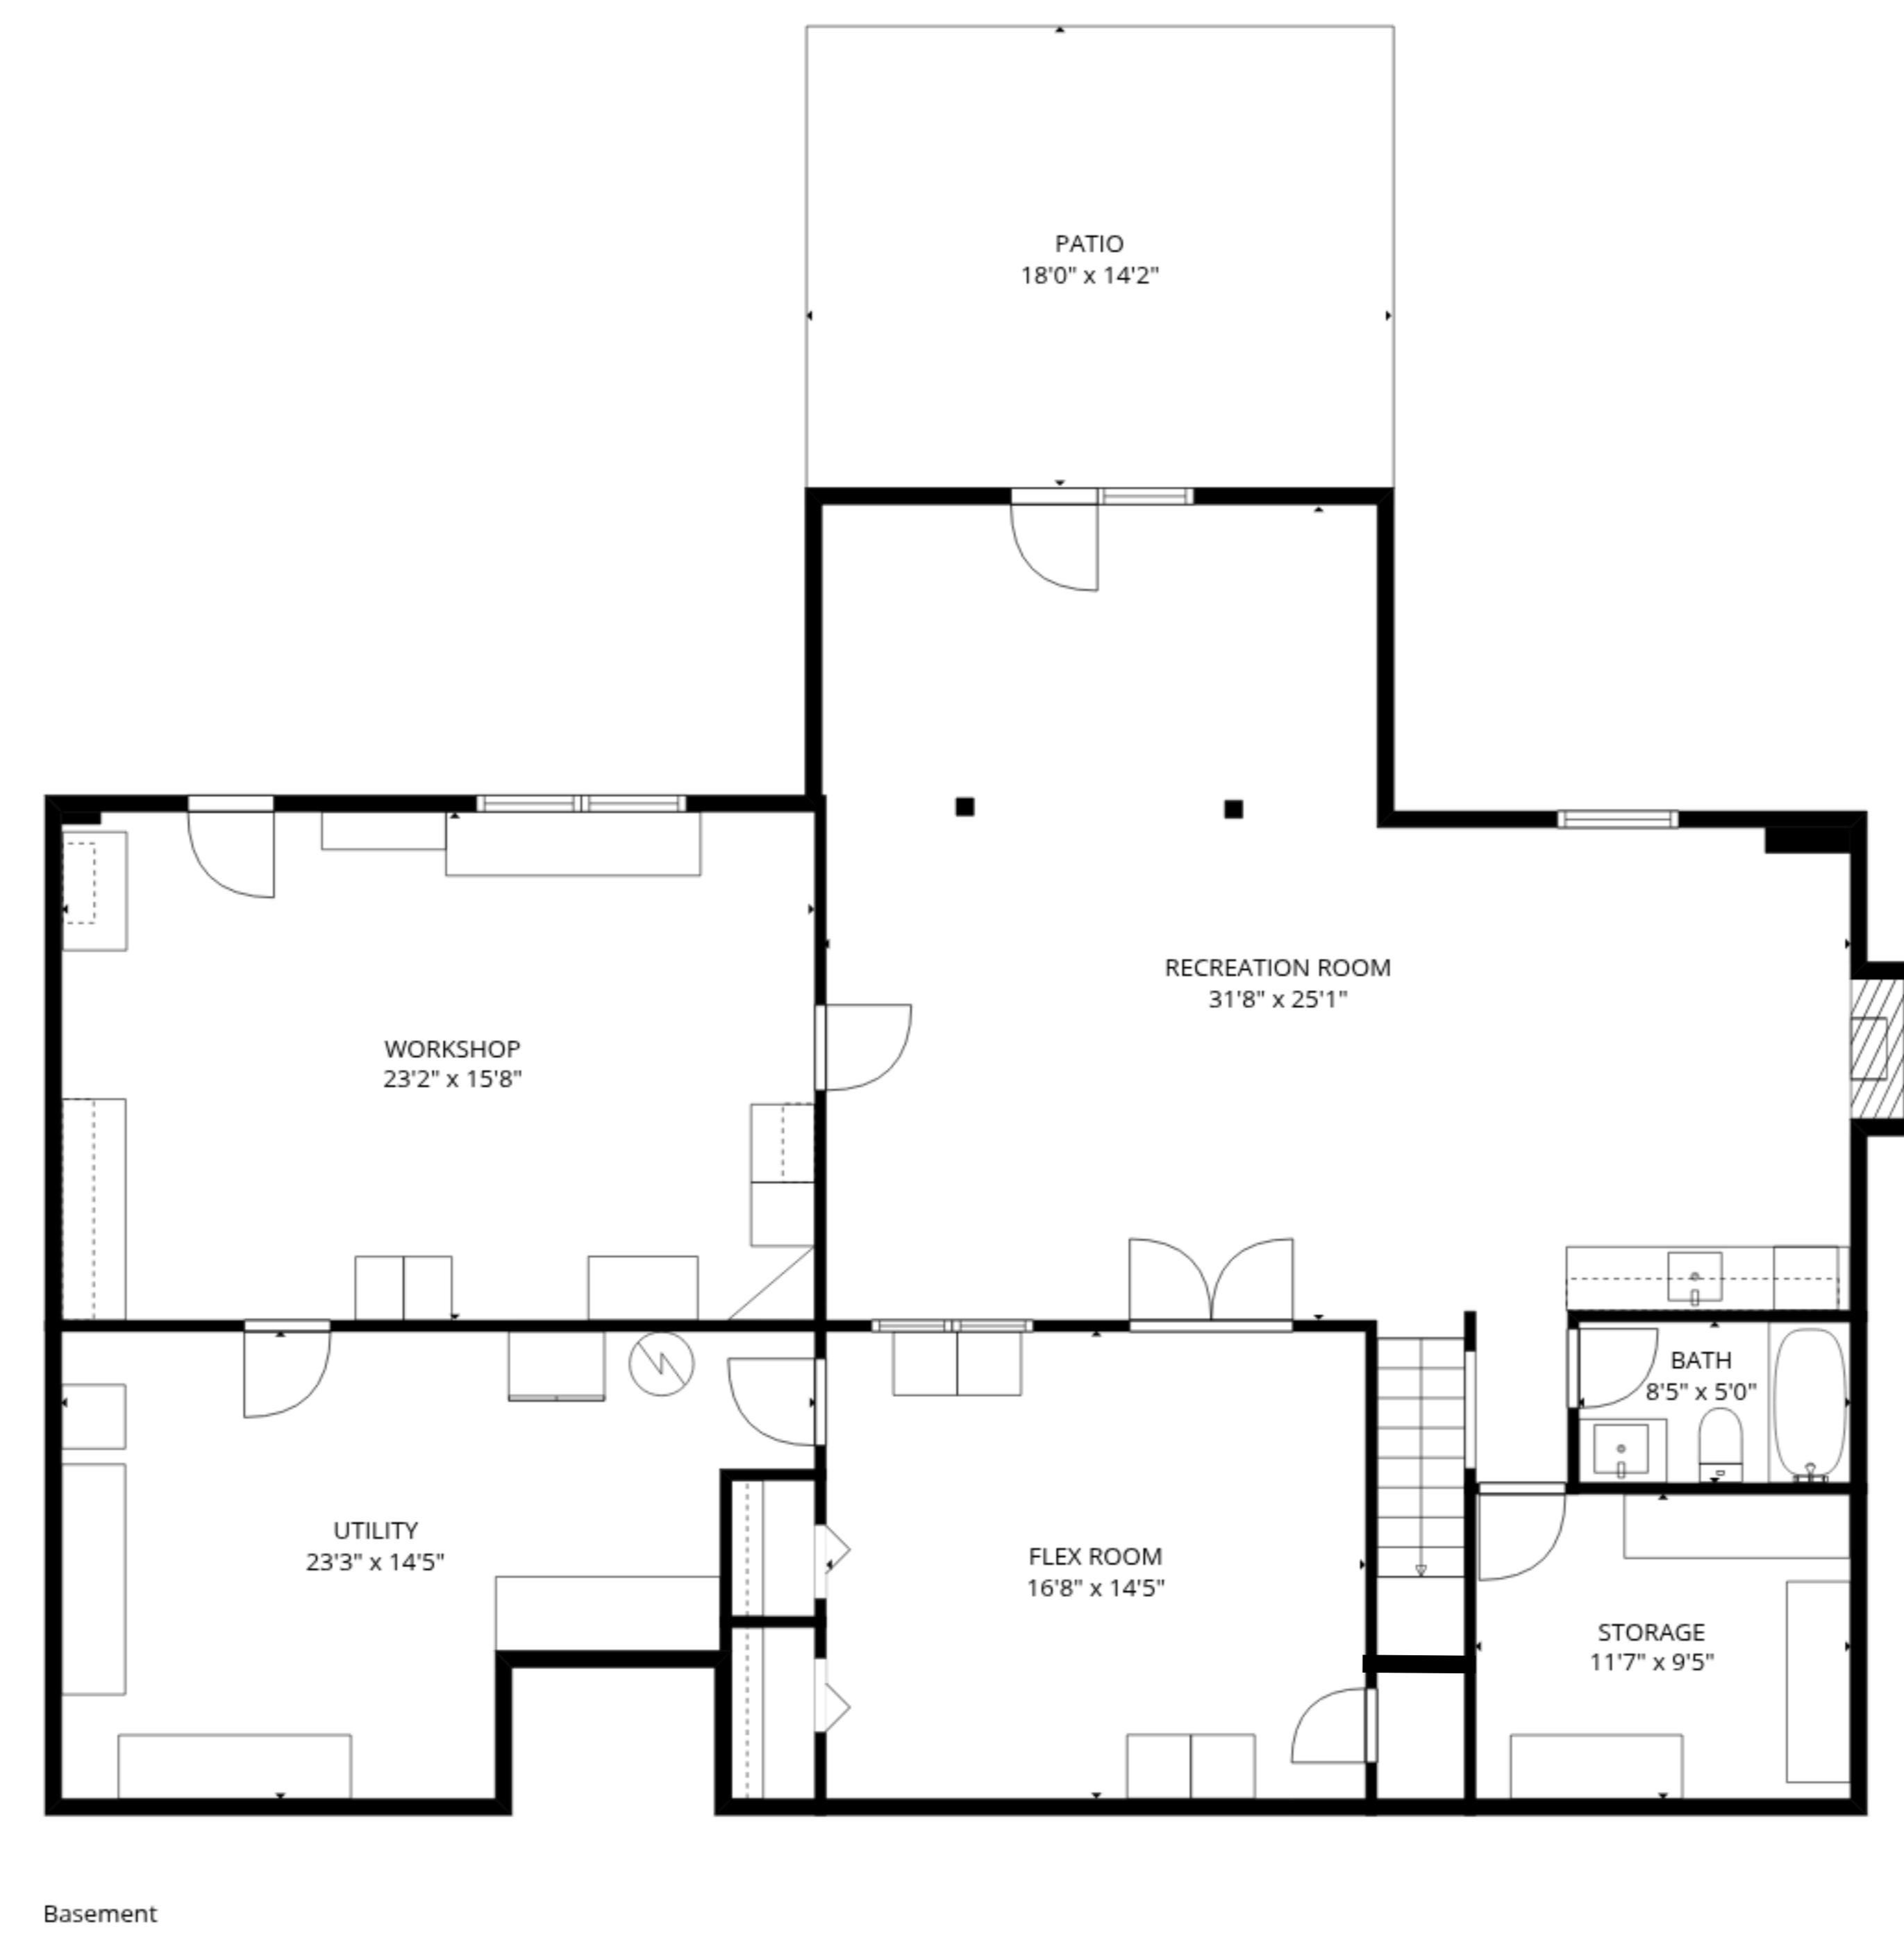 PATIO
18'0" x 14'2"
RECREATION ROOM
31'8" x 25'1"
WORKSHOP
23'2" x 15'8"
BATH
8'5" x 5'0"
UTILITY
23'3" x 14'5"
FLEX ROOM
16'8" x 14'5"
STORAGE
11'7" x 9'5"
Basement